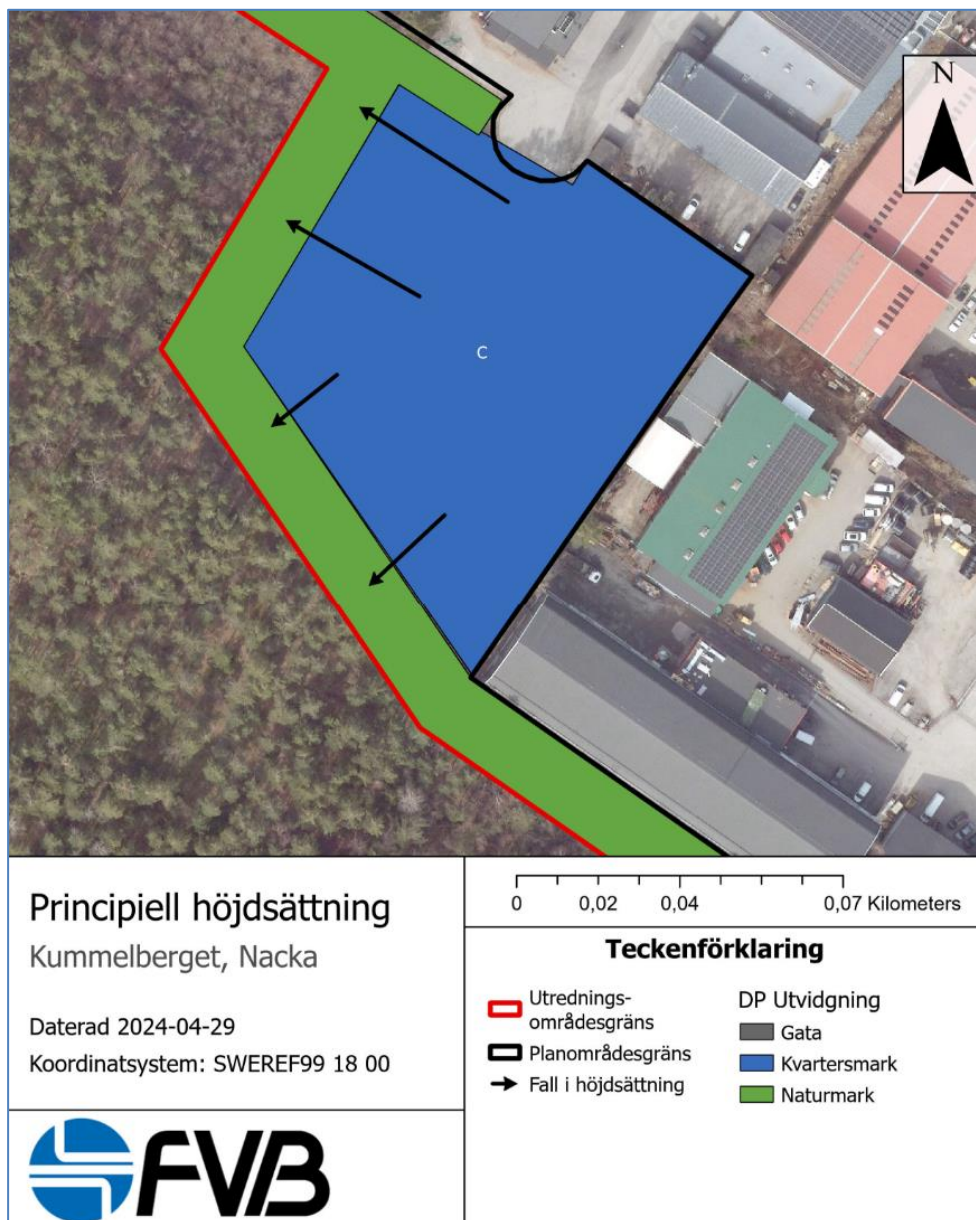 N
C
Principiell höjdsättning
Kummelberget, Nacka
Daterad 2024-04-29
Koordinatsystem: SWEREF99 18 00
FVB
0 0,02 0,04 0,07 Kilometers
Teckenförklaring
Utrednings-
områdesgräns
Planområdesgräns
Fall i höjdsättning
DP Utvidgning
Gata
Kvartersmark
Naturmark